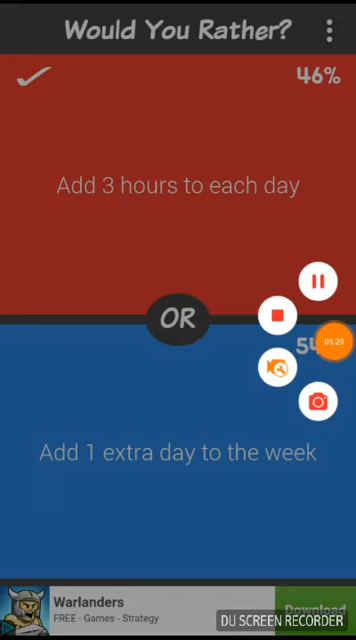 Would You Rather?
46%
Add 3 hours to each day
OR
05:29
Add 1 extra day to the week
Warlanders
FREE · Games - Strategy
Download
DU SCREEN RECORDER